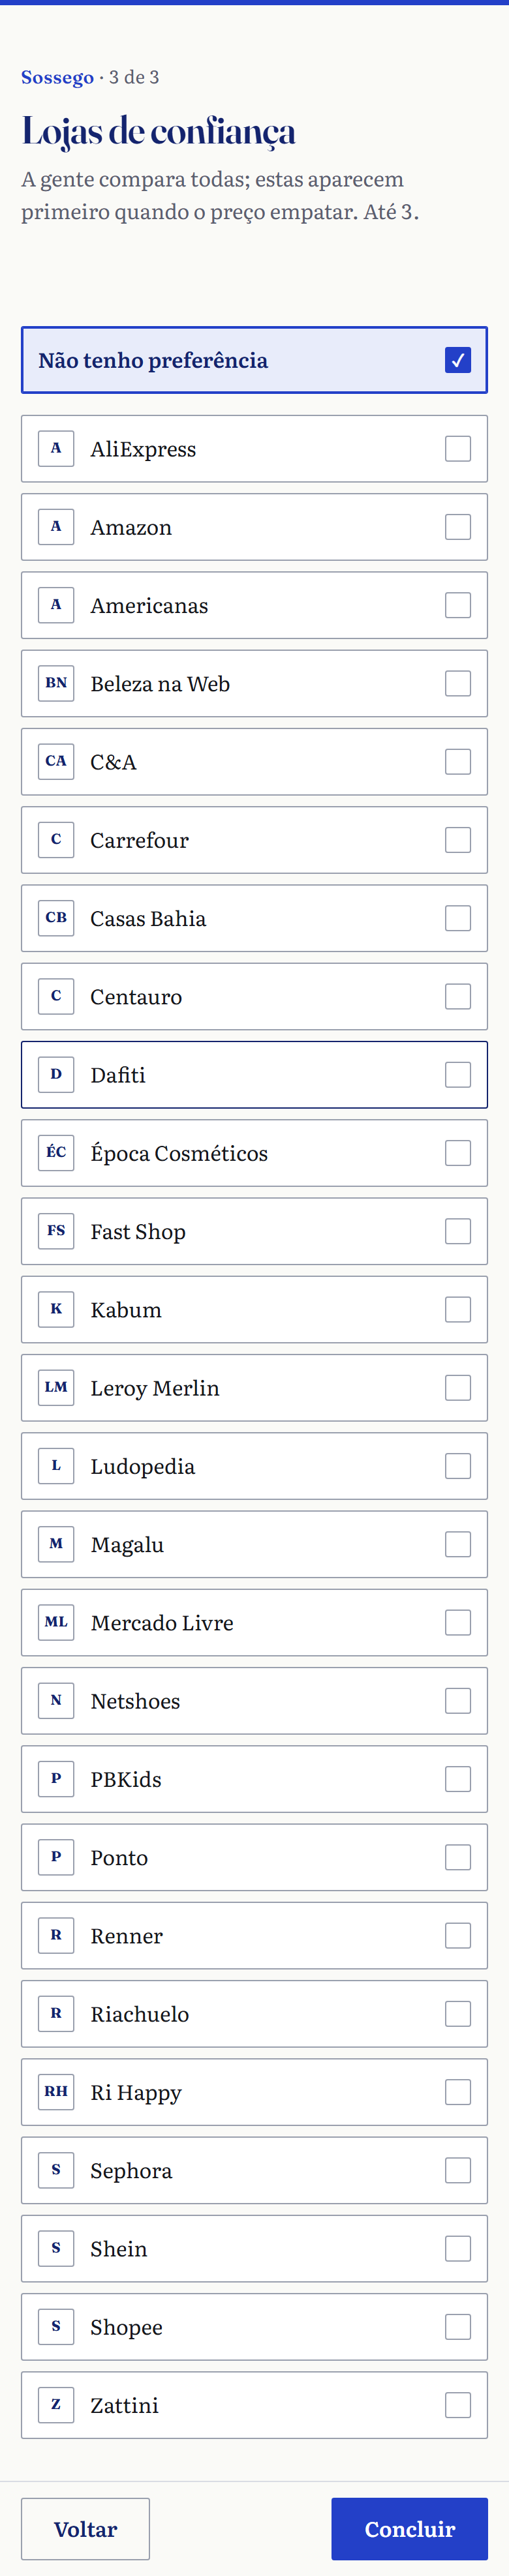 Sossego · 3 de 3
Lojas de confiança
A gente compara todas; estas aparecem
primeiro quando o preço empatar. Até 3.
Não tenho preferência
A AliExpress
A Amazon
A Americanas
BN Beleza na Web
CA C&A
C Carrefour
CB Casas Bahia
C Centauro
D Dafiti
ÉC Época Cosméticos
FS Fast Shop
K Kabum
LM Leroy Merlin
L Ludopedia
M Magalu
ML Mercado Livre
N Netshoes
P PBKids
P Ponto
R Renner
R Riachuelo
RH Ri Happy
S Sephora
S Shein
S Shopee
Z Zattini
Voltar Concluir